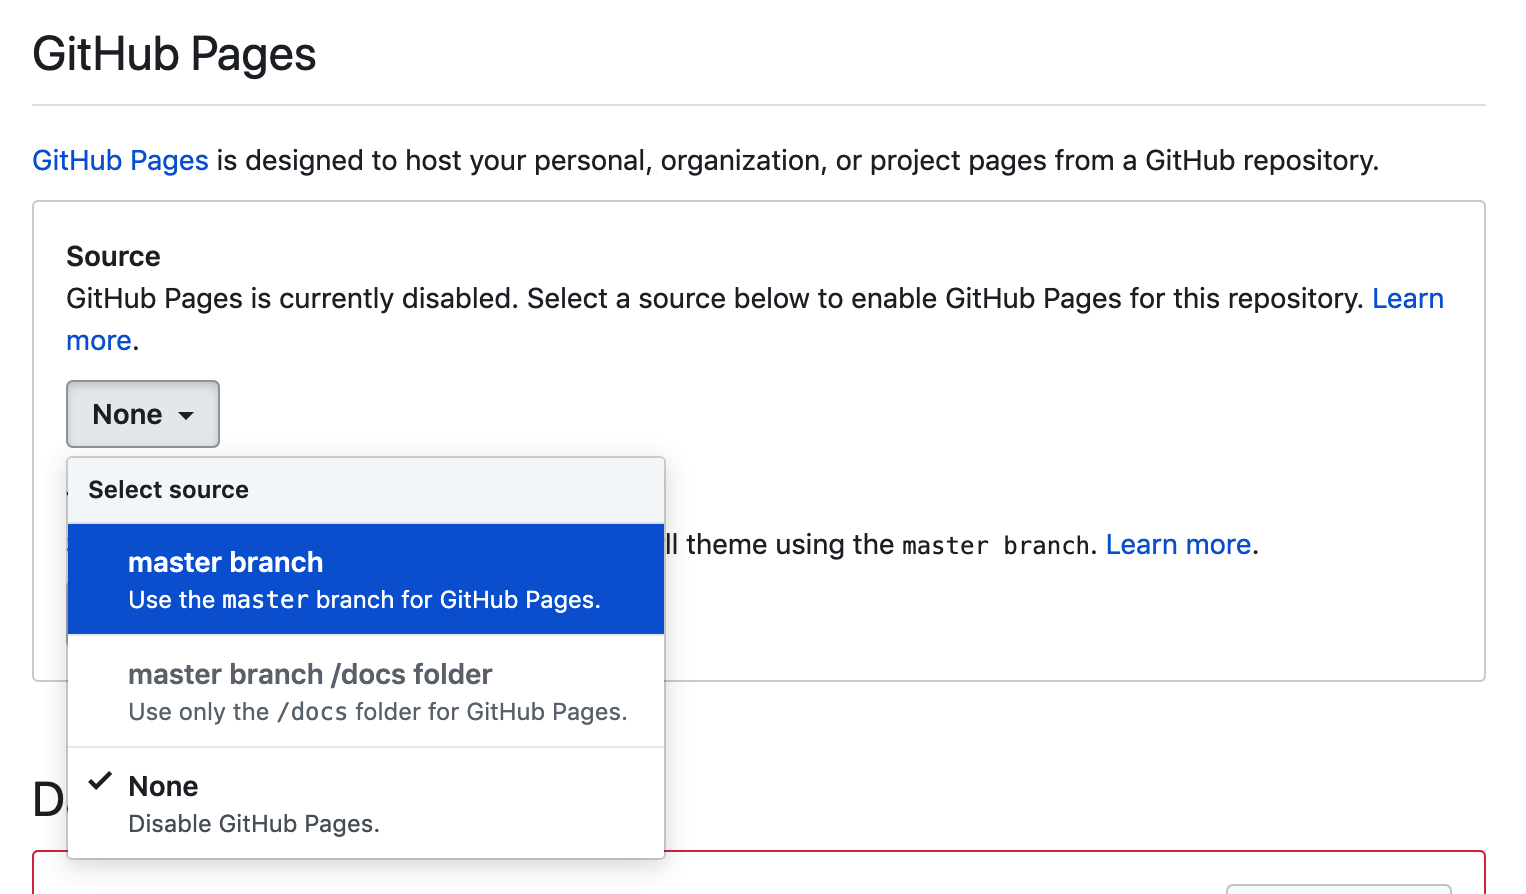 GitHub Pages
GitHub Pages is designed to host your personal, organization, or project pages from a GitHub repository.
Source
GitHub Pages is currently disabled. Select a source below to enable GitHub Pages for this repository. Learn
more.
None
Select source
master branch
Use the master branch for GitHub Pages.
theme using the master branch. Learn more.
master branch /docs folder
Use only the /docs folder for GitHub Pages.
None
Disable GitHub Pages.